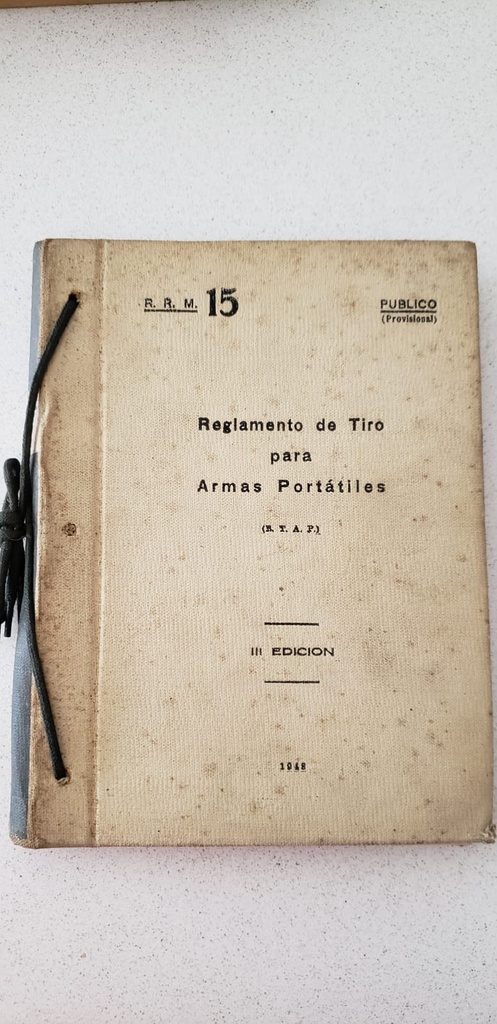 R. R. M. 15
PUBLICO
(Provisional)
Reglamento de Tiro
para
Armas Portátiles
(R. T. A. P.)
III EDICION
1948